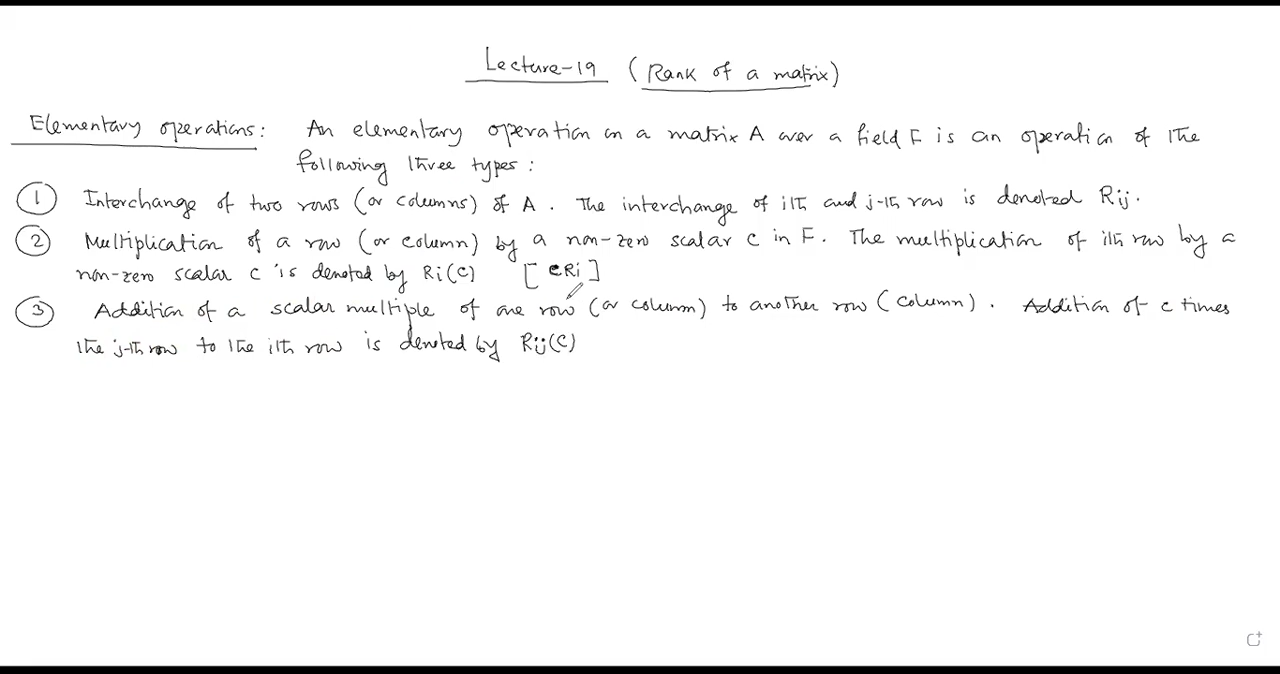 Lecture-19 (Rank of a matrix)
Elementary operations: An elementary operation on a matrix A over a field F is an operation of the
following three types:
① Interchange of two rows (or columns) of A. The interchange of ith and j-th row is denoted Rij.
② Multiplication of a row (or column) by a non-zero scalar c in F. The multiplication of ith row by a
non-zero scalar c is denoted by Ri(c) [cRi]
③ Addition of a scalar multiple of one row (or column) to another row (column). Addition of c times
the j-th row to the ith row is denoted by Rij(c)